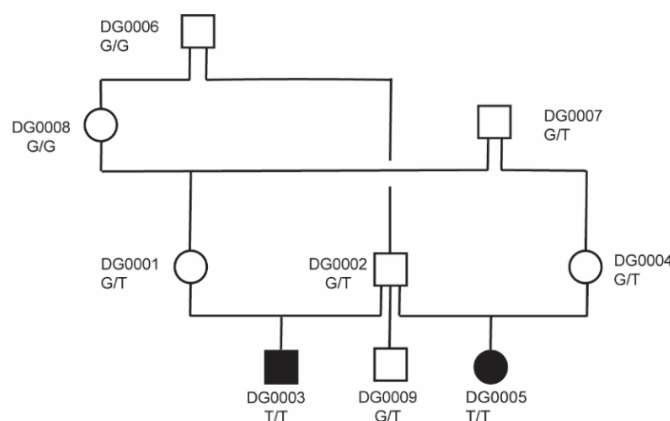 DG0006
G/G
DG0008
G/G
DG0007
G/T
DG0001
G/T
DG0002
G/T
DG0004
G/T
DG0003
T/T
DG0009
G/T
DG0005
T/T